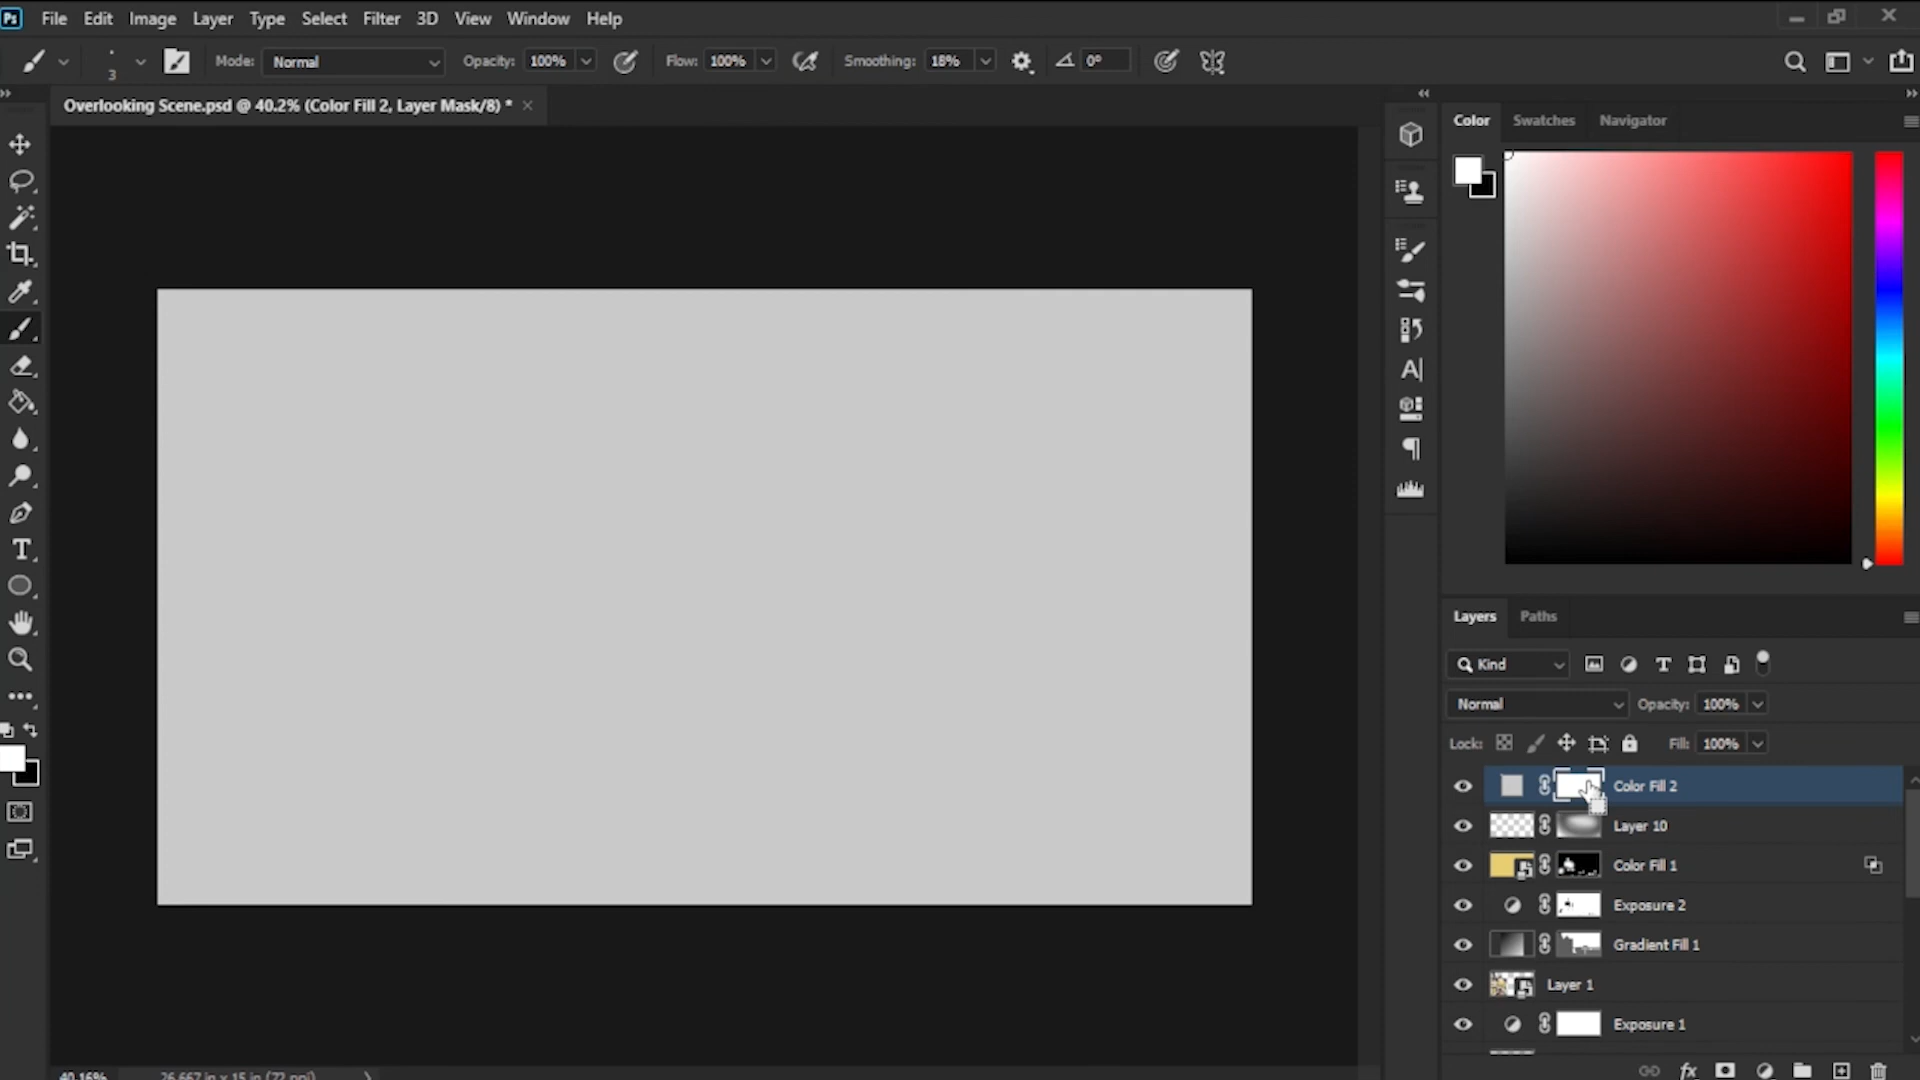 Ps File Edit Image Layer Type Select Filter 3D View Window Help
3 Mode: Normal Opacity: 100% Flow: 100% Smoothing: 18% 0°
Overlooking Scene.psd @ 40.2% (Color Fill 2, Layer Mask/8) * ×
Color Swatches Navigator
Layers Paths
Kind
Normal Opacity: 100%
Lock: Fill: 100%
Color Fill 2
Layer 10
Color Fill 1
Exposure 2
Gradient Fill 1
Layer 1
Exposure 1
fx
40.16% 26.667 in x 15 in (72 ppi)